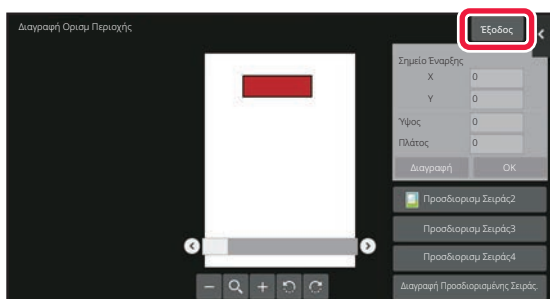 Διαγραφή Ορισμ Περιοχής
Έξοδος
Σημείο Έναρξης
X 0
Y 0
Ύψος 0
Πλάτος 0
Διαγραφή OK
Προσδιορισμ Σειράς2
Προσδιορισμ Σειράς3
Προσδιορισμ Σειράς4
Διαγραφή Προσδιορισμένης Σειράς.